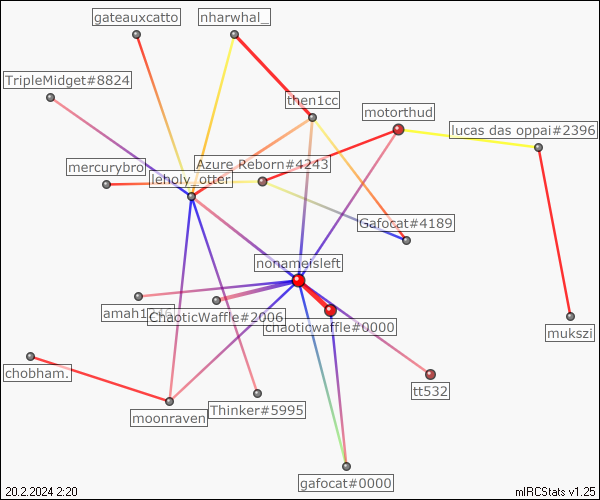 gateauxcatto
nharwhal_
TripleMidget#8824
then1cc
motorthud
lucas das oppai#2396
mercurybro
Azure Reborn#4243
leholy_otter
Gafocat#4189
nonameisleft
ChaoticWaffle#2006
chaoticwaffle#0000
mukszi
chobham.
tt532
moonraven
Thinker#5995
gafocat#0000
20.2.2024 2:20
mIRCStats v1.25